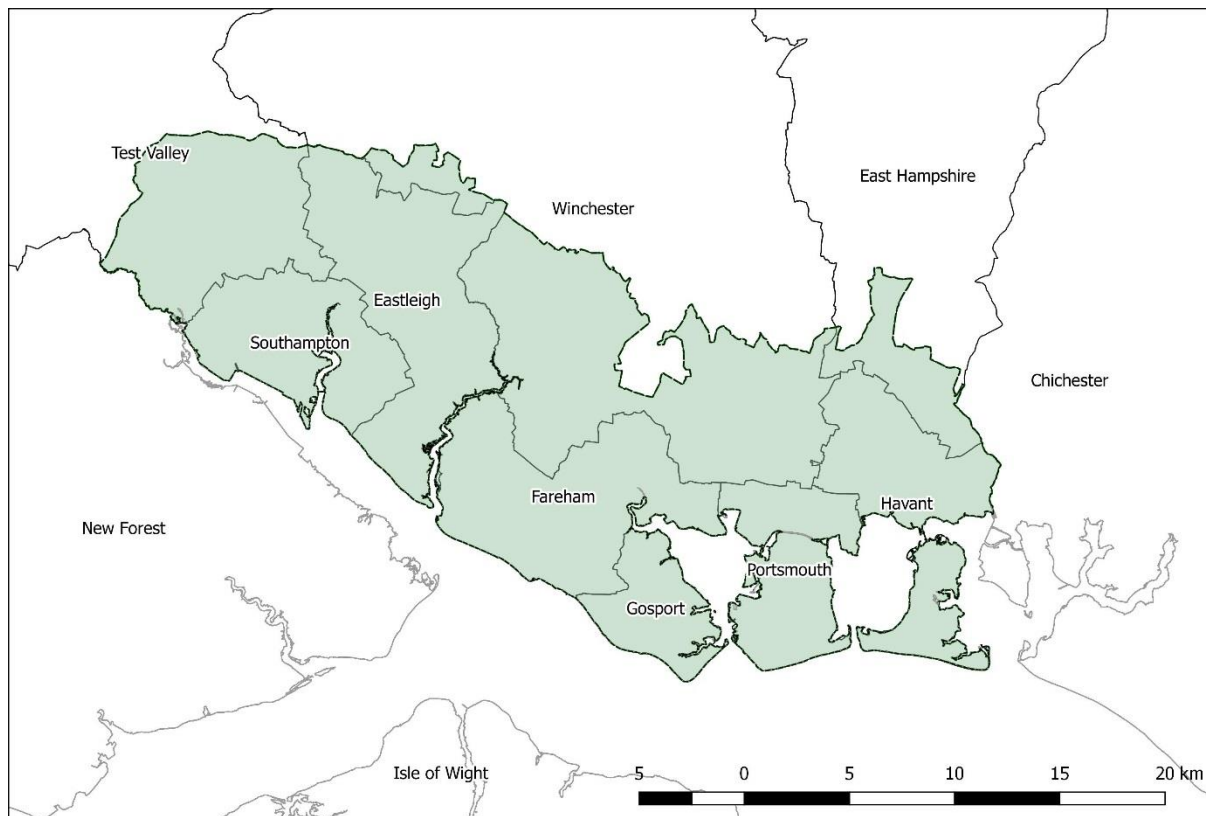 Test Valley
East Hampshire
Winchester
Eastleigh
Southampton
Chichester
Fareham
Havant
New Forest
Portsmouth
Gosport
Isle of Wight
5 0 5 10 15 20 km